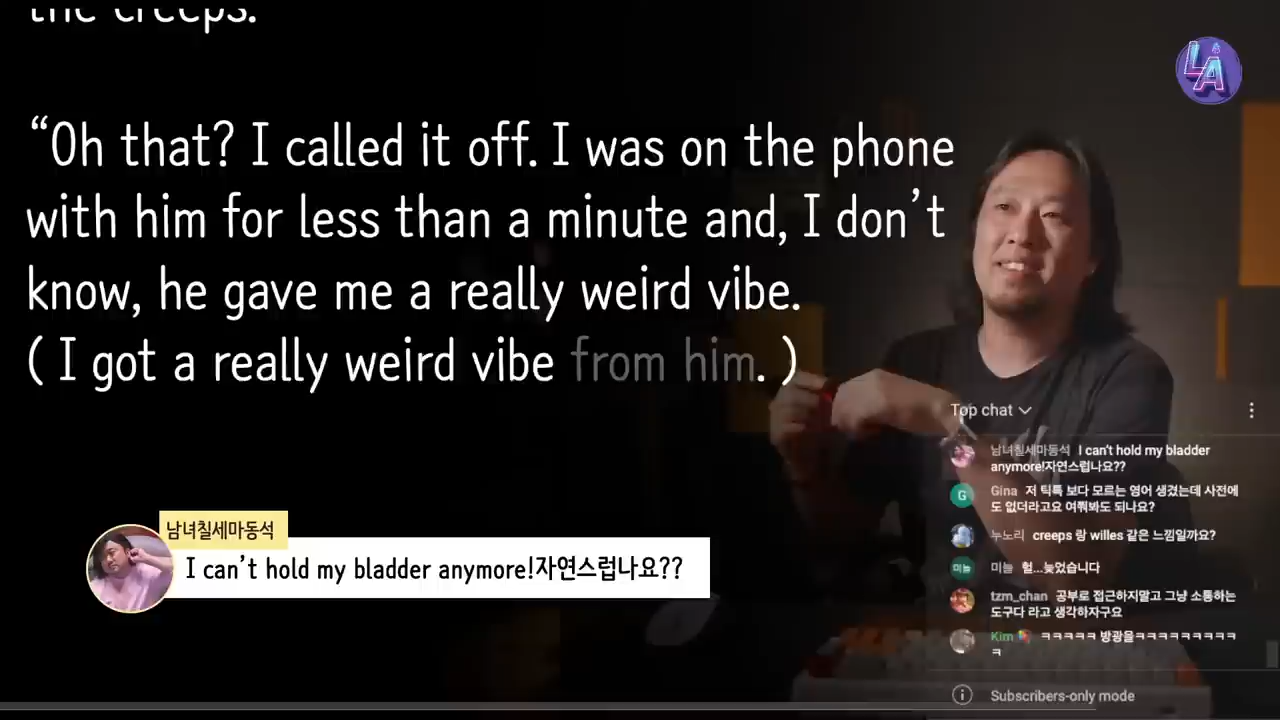 the creeps.
LA
“Oh that? I called it off. I was on the phone
with him for less than a minute and, I don’t
know, he gave me a really weird vibe.
( I got a really weird vibe from him. )
남녀칠세마동석
I can’t hold my bladder anymore!자연스럽나요??
Top chat
남녀칠세마동석 I can’t hold my bladder
anymore!자연스럽나요??
G Gina 저 틱톡 보다 모르는 영어 생겼는데 사전에
도 없더라고요 여쭤봐도 되나요?
누노리 creeps 랑 willes 같은 느낌일까요?
미늘 미늘 헐...늦었습니다
tzm_chan 공부로 접근하지말고 그냥 소통하는
도구다 라고 생각하자구요
Kim ㅋㅋㅋㅋㅋ 방광을ㅋㅋㅋㅋㅋㅋㅋㅋㅋ
ㅋ
Subscribers-only mode